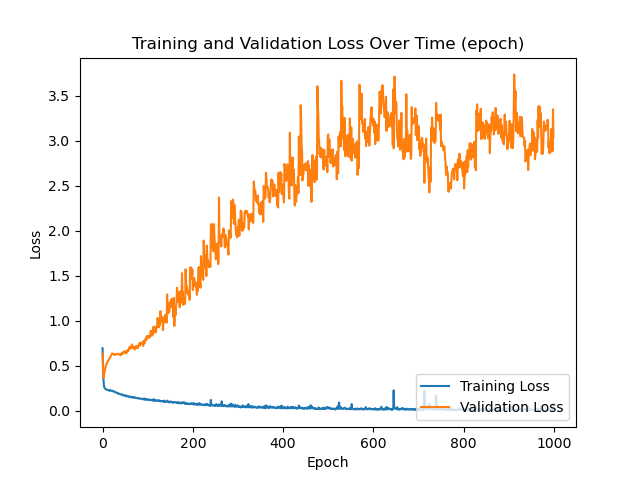 Training and Validation Loss Over Time (epoch)
Loss
3.5
3.0
2.5
2.0
1.5
1.0
0.5
0.0
Training Loss
Validation Loss
0 200 400 600 800 1000
Epoch